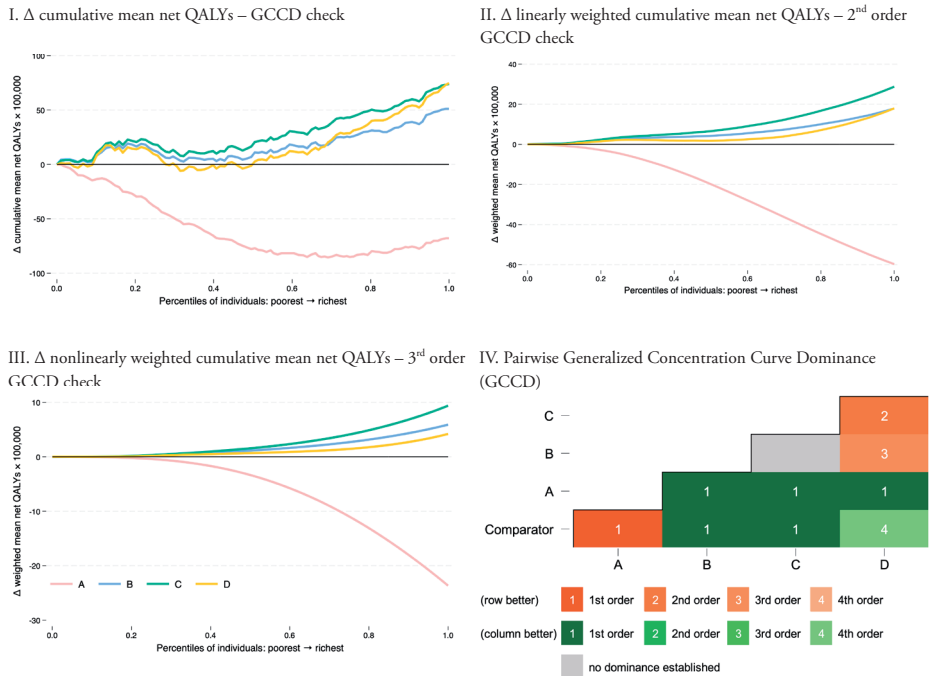 I. Δ cumulative mean net QALYs – GCCD check
Δ cumulative mean net QALYs × 100,000
100
50
0
-50
-100
0.0 0.2 0.4 0.6 0.8 1.0
Percentiles of individuals: poorest → richest
II. Δ linearly weighted cumulative mean net QALYs – 2nd order
GCCD check
Δ weighted mean net QALYs × 100,000
40
20
0
-20
-40
-60
0.0 0.2 0.4 0.6 0.8 1.0
Percentiles of individuals: poorest → richest
III. Δ nonlinearly weighted cumulative mean net QALYs – 3rd order
GCCD check
Δ weighted mean net QALYs × 100000
10
0
-10
-20
-30
A B C D
0.0 0.2 0.4 0.6 0.8 1.0
Percentiles of individuals: poorest → richest
IV. Pairwise Generalized Concentration Curve Dominance
(GCCD)
C 2
B 3
A 1 1 1
Comparator 1 1 1 4
A B C D
(row better) 1 1st order 2 2nd order 3 3rd order 4 4th order
(column better) 1 1st order 2 2nd order 3 3rd order 4 4th order
no dominance established